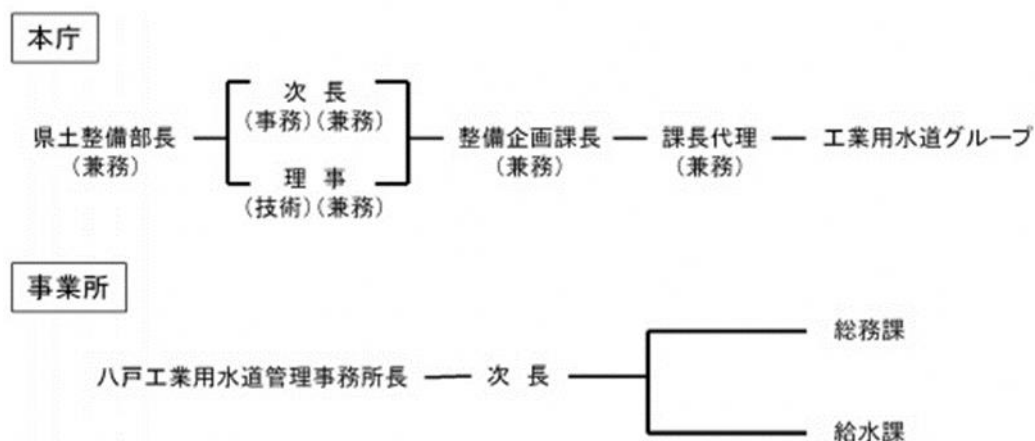 本庁
次 長
(事務)(兼務)
県土整備部長
(兼務)
整備企画課長
(兼務)
課長代理
(兼務)
工業用水道グループ
理 事
(技術)(兼務)
事業所
総務課
八戸工業用水道管理事務所長
次 長
給水課